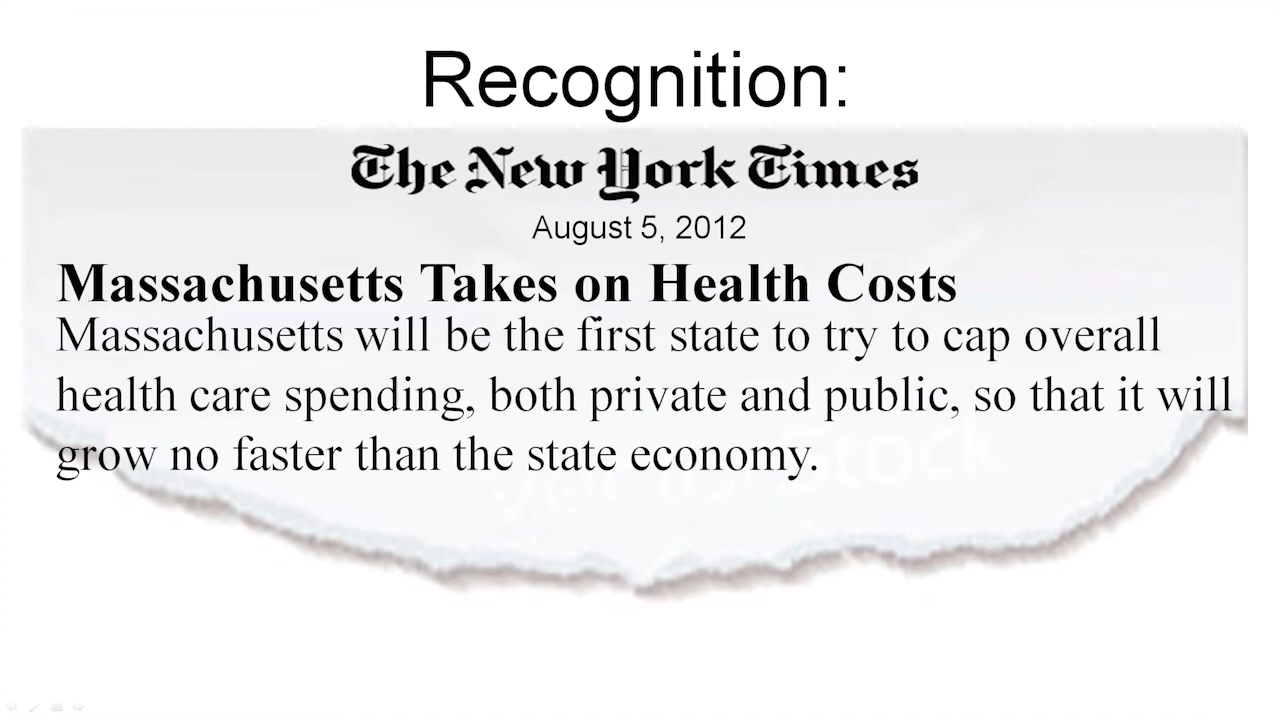 Recognition:
The New York Times
August 5, 2012
Massachusetts Takes on Health Costs
Massachusetts will be the first state to try to cap overall
health care spending, both private and public, so that it will
grow no faster than the state economy.
VectorStock